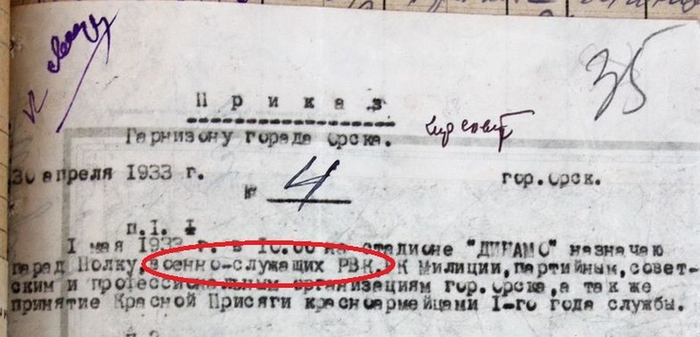 35
Приказ
Гарнизону города Орска.
30 апреля 1933 г. гор.Орск.
№ 4
п.I.
I мая 1933 г. в 10.00 на стадионе "ДИНАМО" назначаю
парад Полку, военно-служащих РВК, РК Милиции, партийным, совет-
ским и профессиональным организациям гор.Орска, а так же
принятие Красной Присяги красноармейцами I-го года службы.